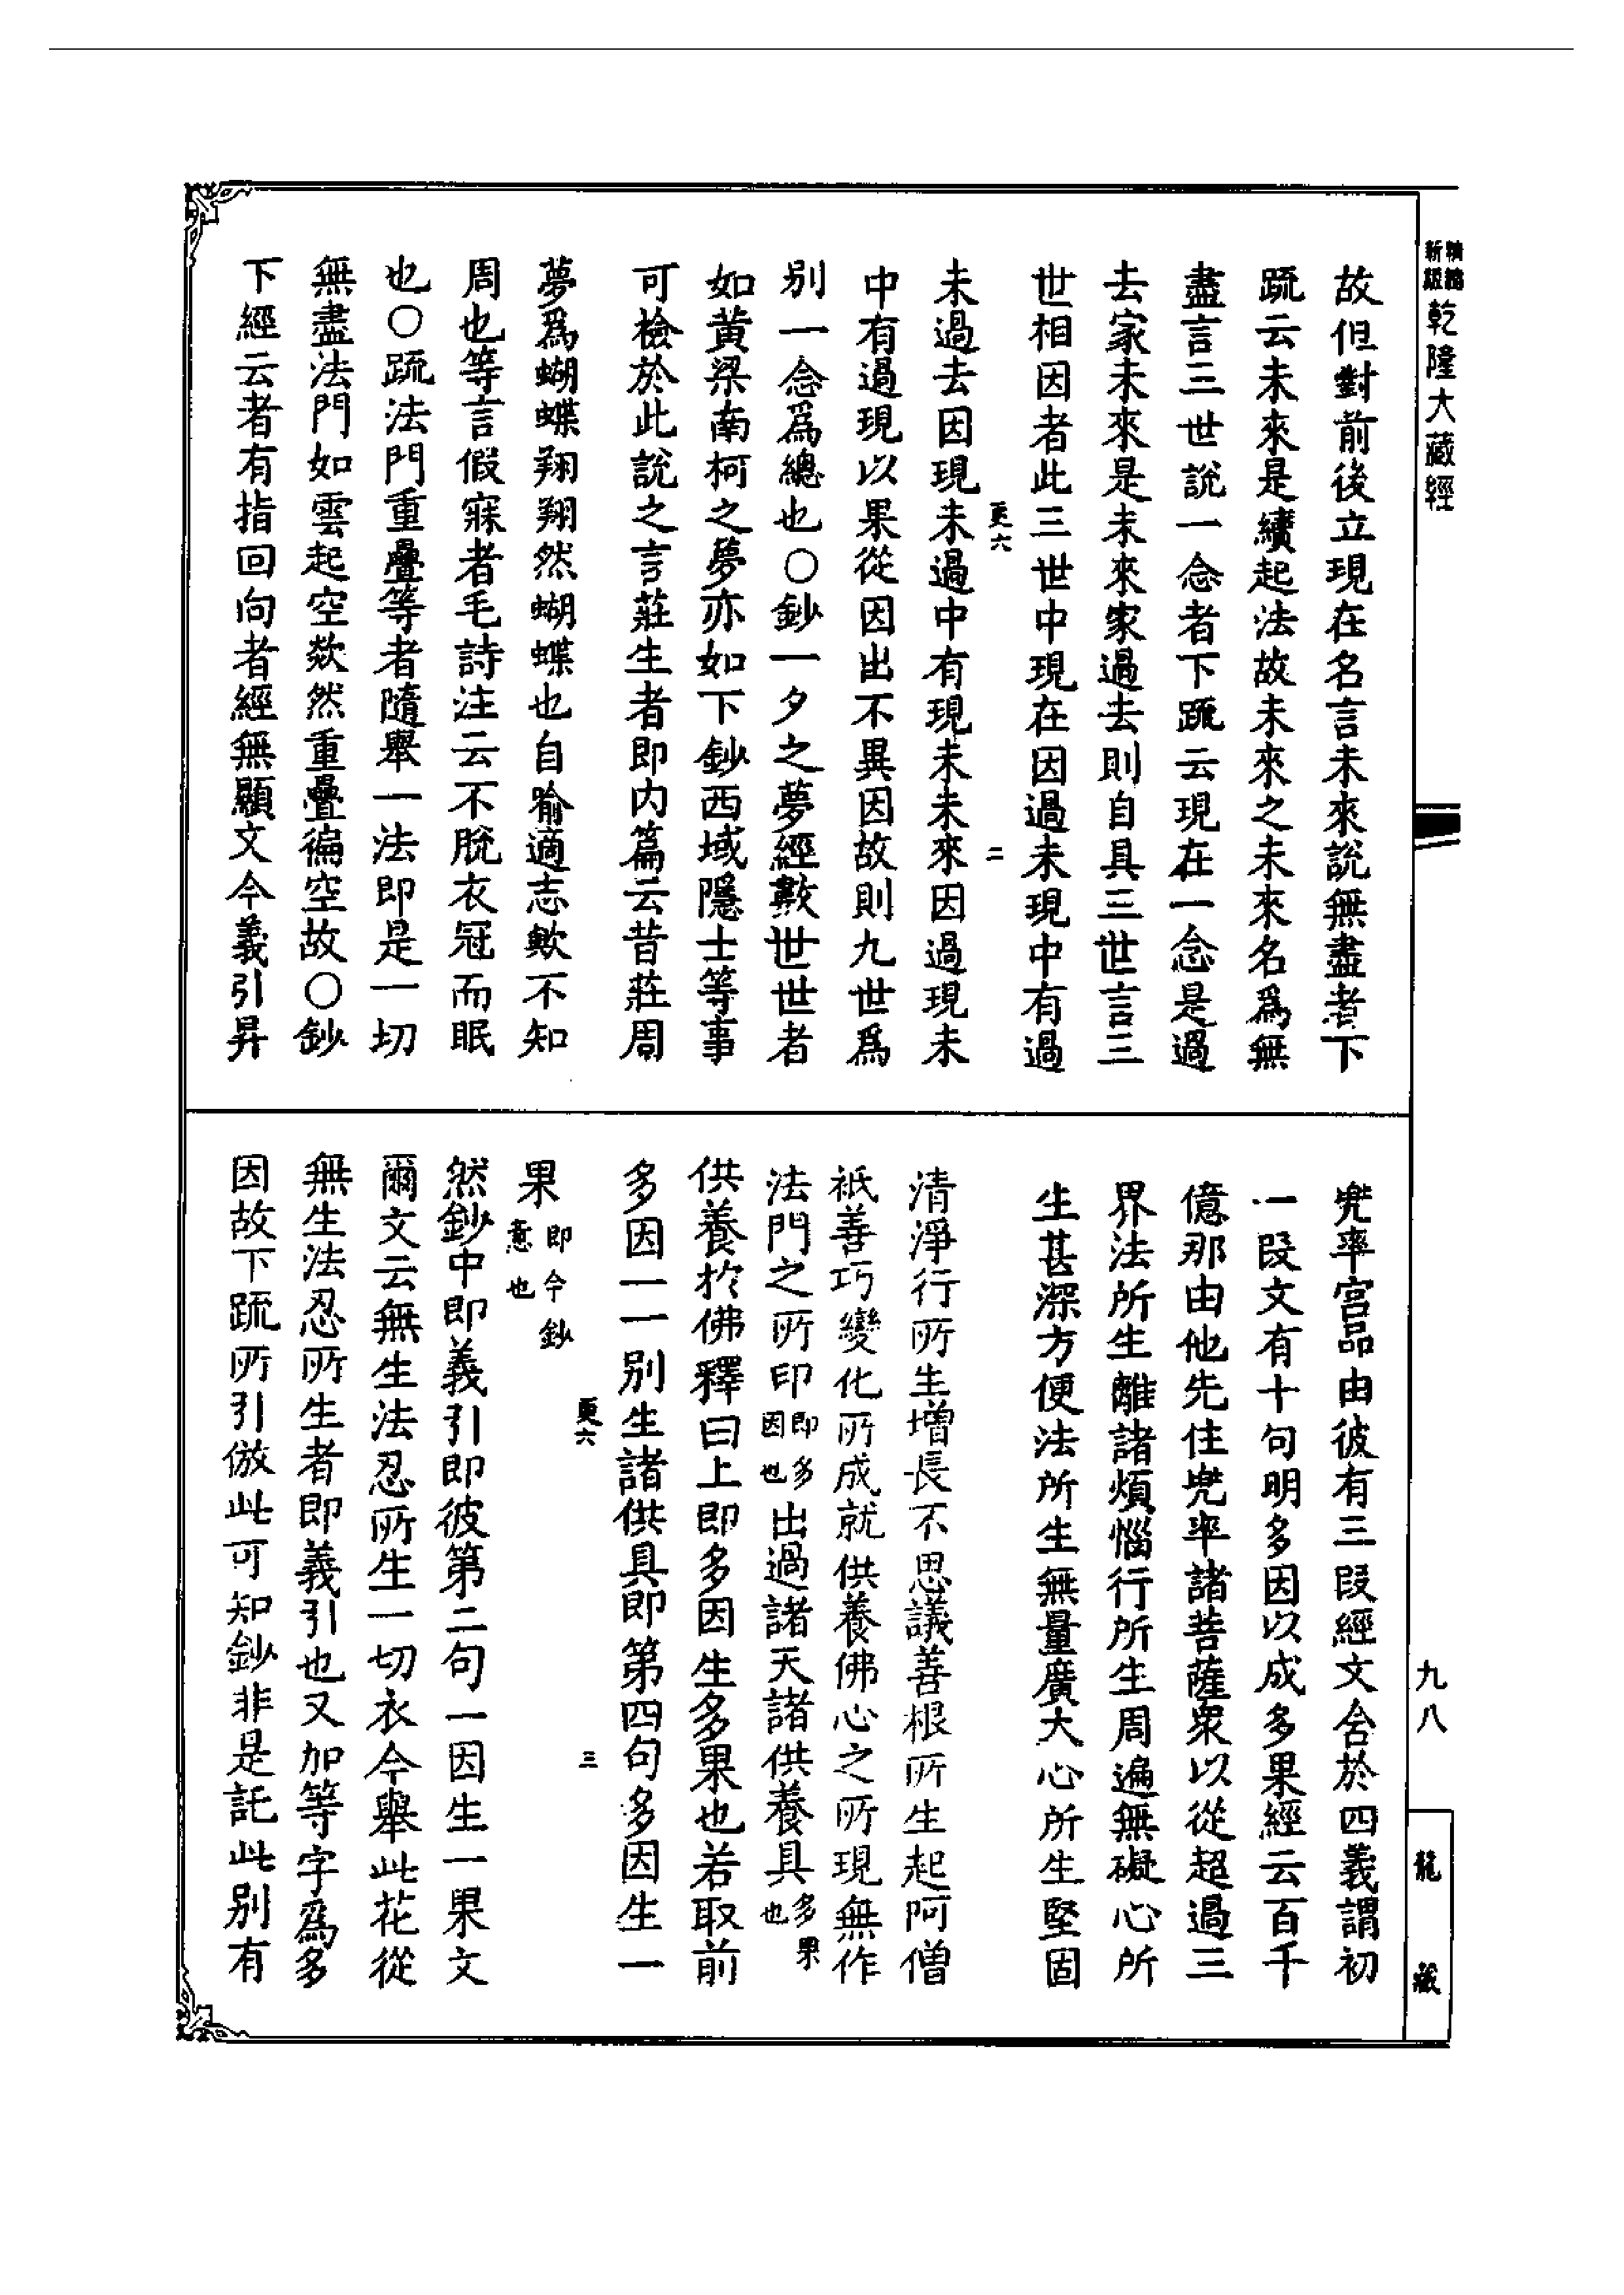 精縮新版乾隆大藏經
故但對前後立現在名言未來說無盡者下
疏云未來是續起法故未來之未來名爲無
盡言三世說一念者下疏云現在一念是過
去家未來是未來家過去則自具三世言三
世相因者此三世中現在因過未現中有過
更六 二
未過去因現未過中有現未未來因過現未
中有過現以果從因出不異因故則九世爲
別一念爲總也○鈔一夕之夢經數世世者
如黄梁南柯之夢亦如下鈔西域隱士等事
可檢於此說之言莊生者即內篇云昔莊周
夢爲蝴蝶翔翔然蝴蝶也自喻適志歟不知
周也等言假寐者毛詩注云不脫衣冠而眠
也○疏法門重疊等者隨舉一法即是一切
無盡法門如雲起空欻然重疊徧空故○鈔
下經云者有指回向者經無顯文今義引昇
兜率宮品由彼有三段經文含於四義謂初
一段文有十句明多因以成多果經云百千
億那由他先住兜率諸菩薩衆以從超過三
界法所生離諸煩惱行所生周遍無礙心所
生甚深方便法所生無量廣大心所生堅固
清淨行所生增長不思議善根所生起阿僧
祇善巧變化所成就供養佛心之所現無作
法門之所印即多因也出過諸天諸供養具多果也
供養於佛釋曰上即多因生多果也若取前
多因一一別生諸供具即第四句多因生一
更六 三
果即今鈔意也
然鈔中即義引即彼第二句一因生一果文
爾文云無生法忍所生一切衣今舉此花從
無生法忍所生者即義引也又加等字爲多
因故下疏所引倣此可知鈔非是託此別有
九八
龍藏